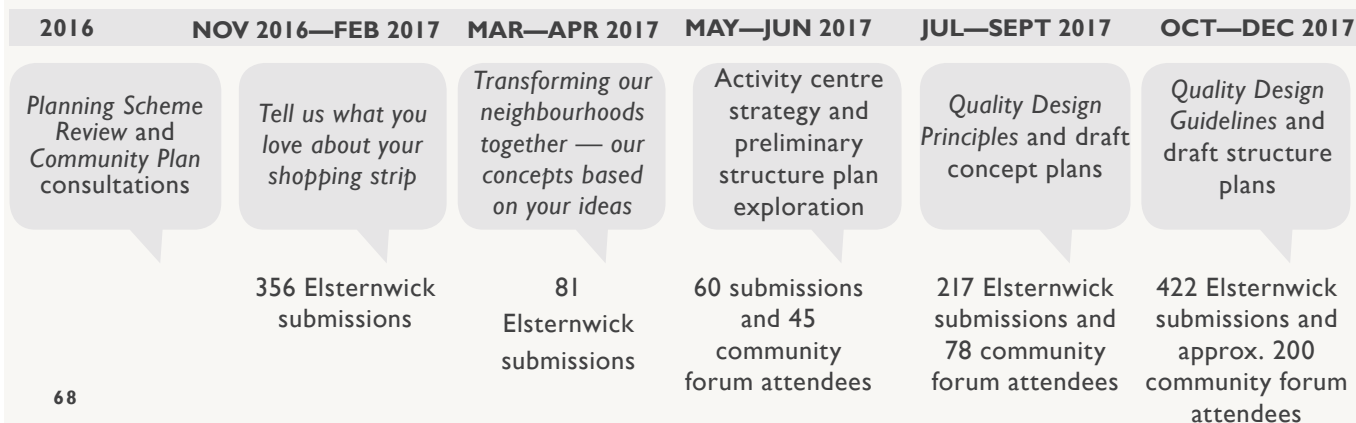 2016
NOV 2016—FEB 2017
MAR—APR 2017
MAY—JUN 2017
JUL—SEPT 2017
OCT—DEC 2017
Planning Scheme
Review and
Community Plan
consultations
Tell us what you
love about your
shopping strip
Transforming our
neighbourhoods
together — our
concepts based
on your ideas
Activity centre
strategy and
preliminary
structure plan
exploration
Quality Design
Principles and draft
concept plans
Quality Design
Guidelines and
draft structure
plans
356 Elsternwick
submissions
81
Elsternwick
submissions
60 submissions
and 45
community
forum attendees
217 Elsternwick
submissions and
78 community
forum attendees
422 Elsternwick
submissions and
approx. 200
community forum
attendees
68